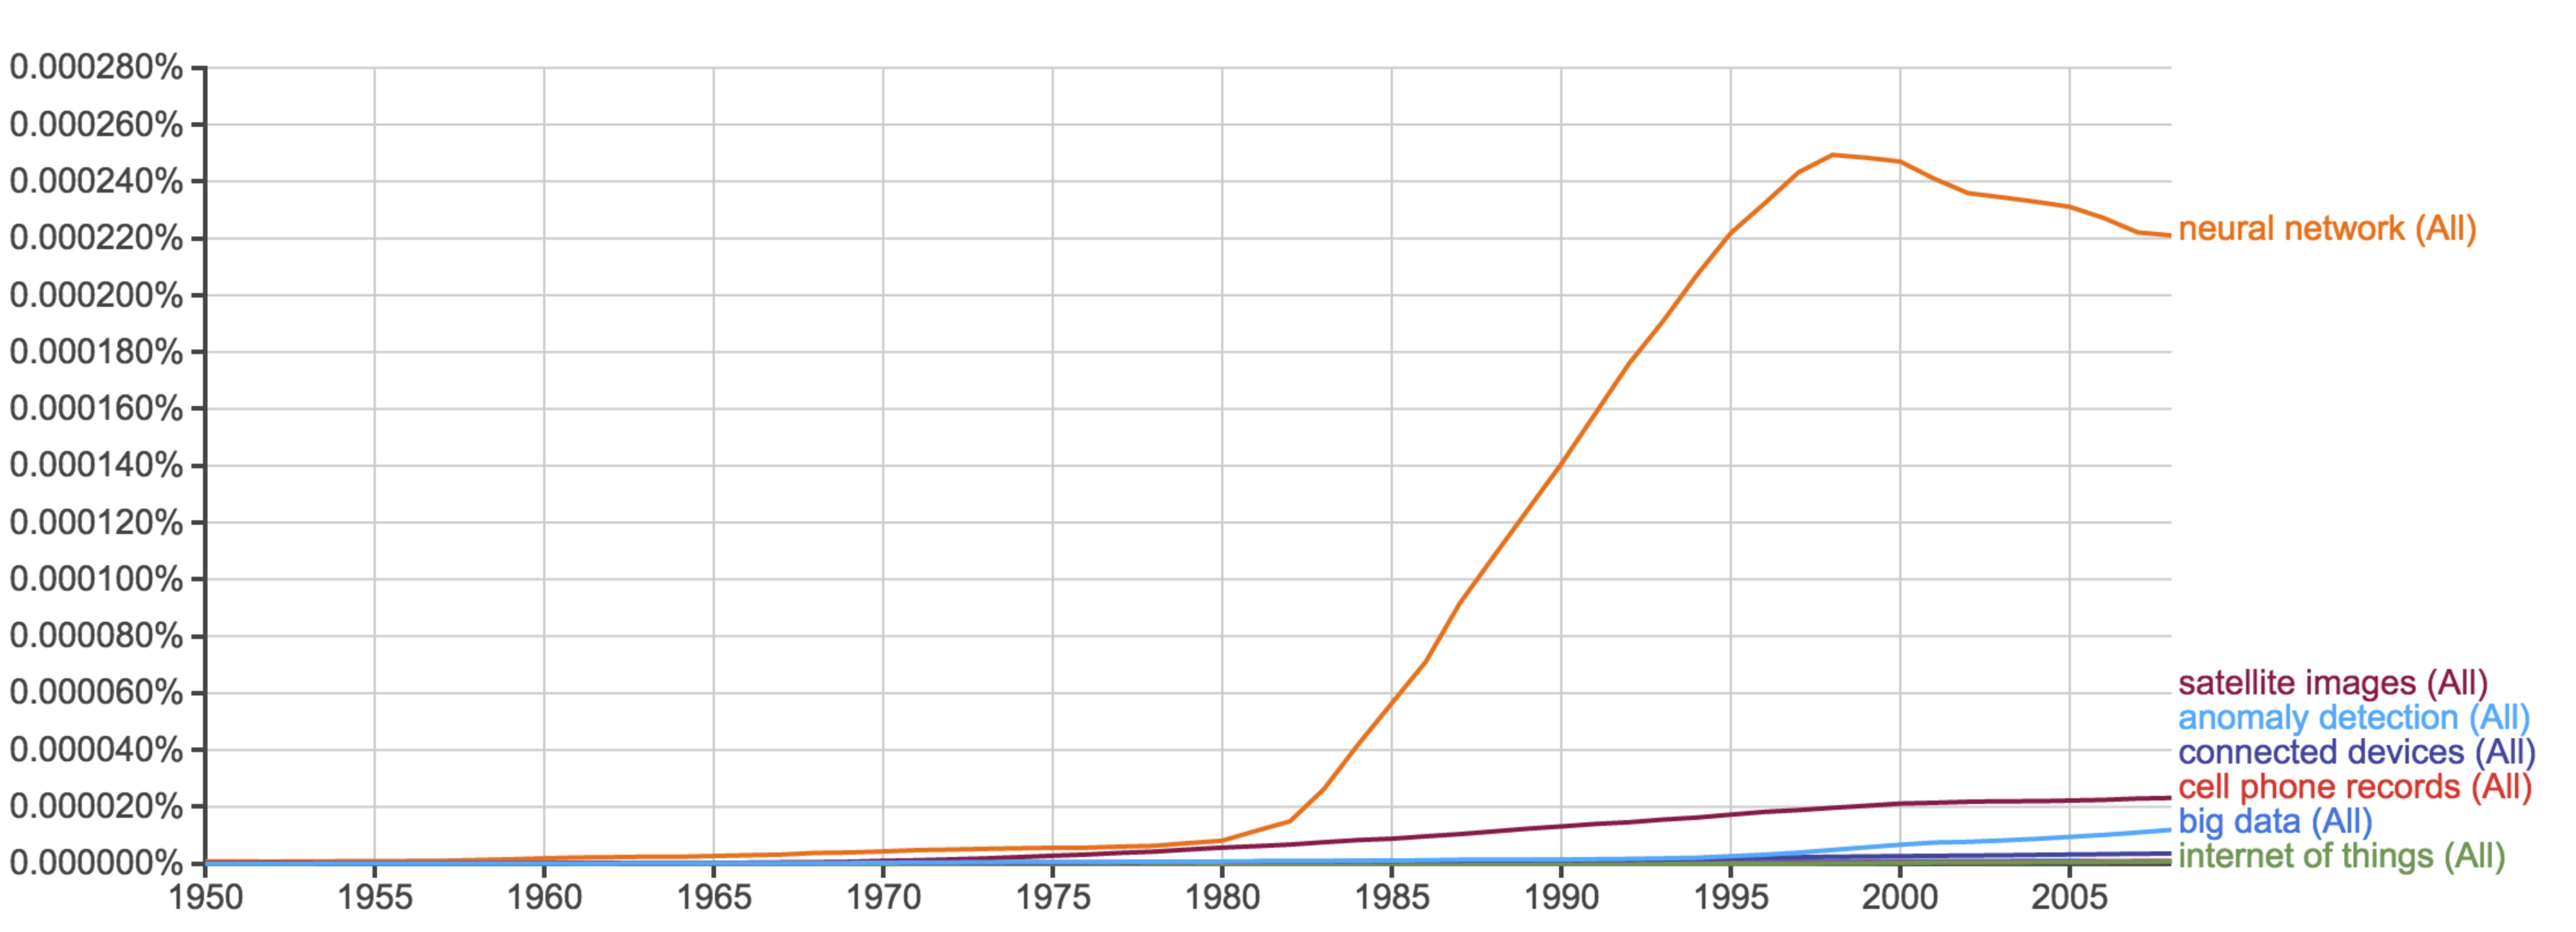 0.000280%
0.000260%
0.000240%
0.000220%
0.000200%
0.000180%
0.000160%
0.000140%
0.000120%
0.000100%
0.000080%
0.000060%
0.000040%
0.000020%
0.000000%
1950 1955 1960 1965 1970 1975 1980 1985 1990 1995 2000 2005
neural network (All)
satellite images (All)
anomaly detection (All)
connected devices (All)
cell phone records (All)
big data (All)
internet of things (All)